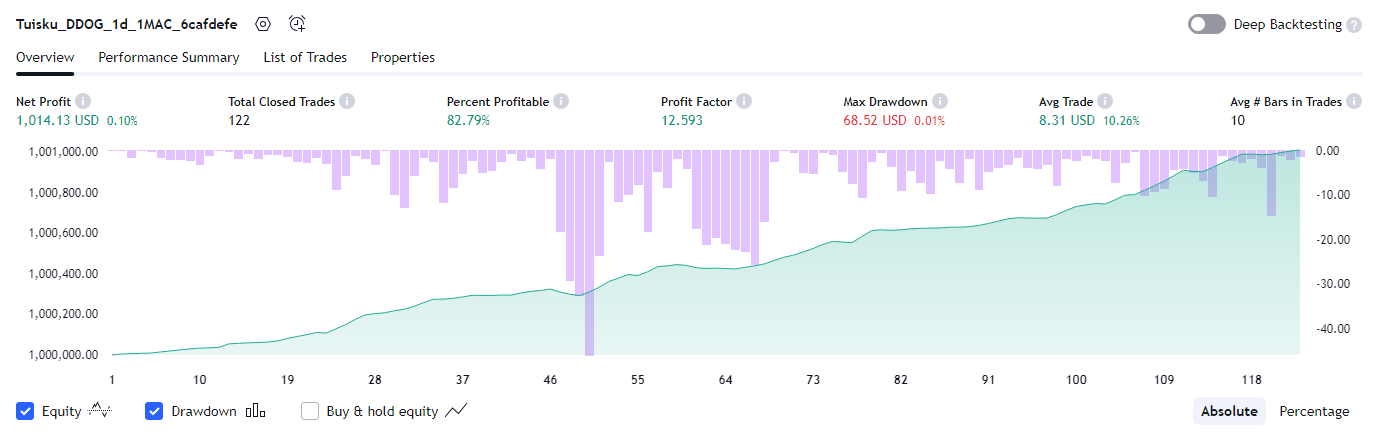 Tuisku_DDOG_1d_1MAC_6cafdefe Deep Backtesting ?
Overview Performance Summary List of Trades Properties
Net Profit i Total Closed Trades i Percent Profitable i Profit Factor i Max Drawdown i Avg Trade i Avg # Bars in Trades i
1,014.13 USD 0.10% 122 82.79% 12.593 68.52 USD 0.01% 8.31 USD 10.26% 10
1,001,000.00 0.00
1,000,800.00 -10.00
1,000,600.00 -20.00
1,000,400.00 -30.00
1,000,200.00 -40.00
1,000,000.00
1 10 19 28 37 46 55 64 73 82 91 100 109 118
Equity Drawdown Buy & hold equity Absolute Percentage